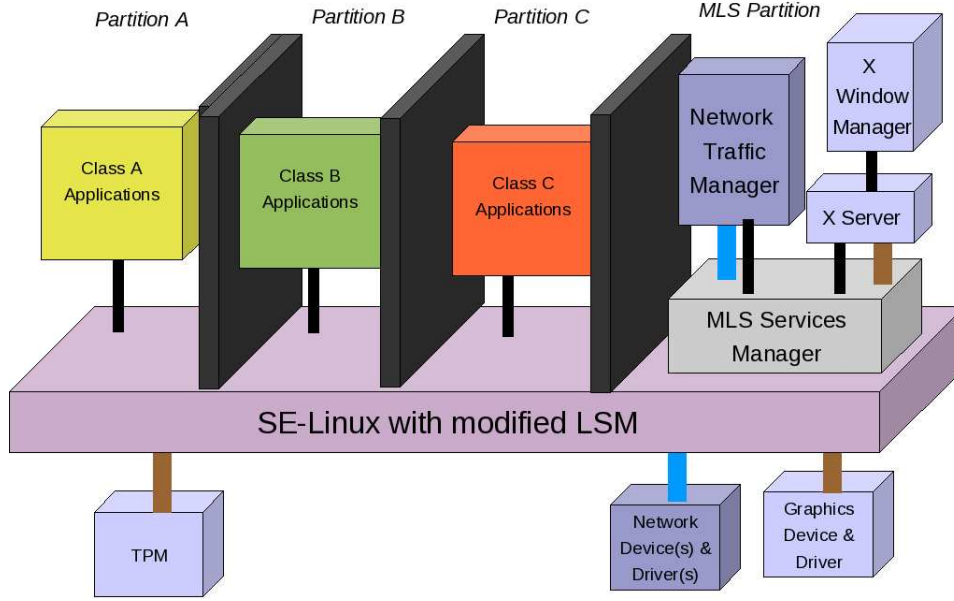 Partition A
Partition B
Partition C
MLS Partition
Class A
Applications
Class B
Applications
Class C
Applications
Network
Traffic
Manager
X
Window
Manager
X Server
MLS Services
Manager
SE-Linux with modified LSM
TPM
Network
Device(s) &
Driver(s)
Graphics
Device &
Driver